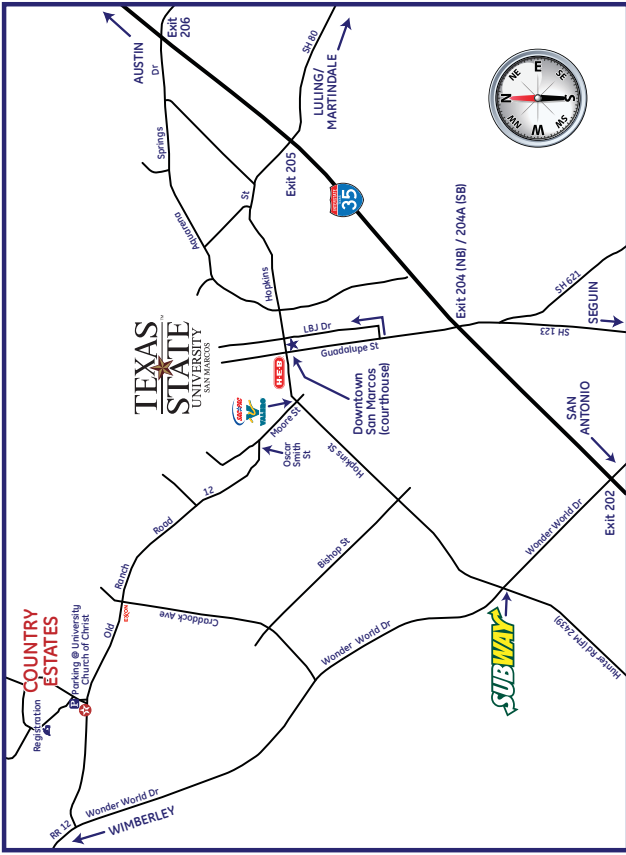 Exit
206
AUSTIN
Dr
SH 80
LULING/
MARTINDALE
E
NE
SE
N
S
NW
SW
W
Springs
Exit 205
St
Aquarena
INTERSTATE
35
Exit 204 (NB) / 204A (SB)
Hopkins
SH 621
SEGUIN
SH 123
LBJ Dr
Guadalupe St
TEXAS
STATE
UNIVERSITY
SAN MARCOS
TM
H-E-B
Downtown
San Marcos
(courthouse)
VALERO
Moore St
Oscar
Smith
St
Hopkins St
SAN
ANTONIO
Exit 202
Wonder World Dr
12
Road
Ranch
Old
EXXON
Bishop St
Craddock Ave
Wonder World Dr
SUBWAY
Hunter Rd (FM 2439)
COUNTRY
ESTATES
P
Parking @ University
Church of Christ
Registration
RR 12
Wonder World Dr
WIMBERLEY